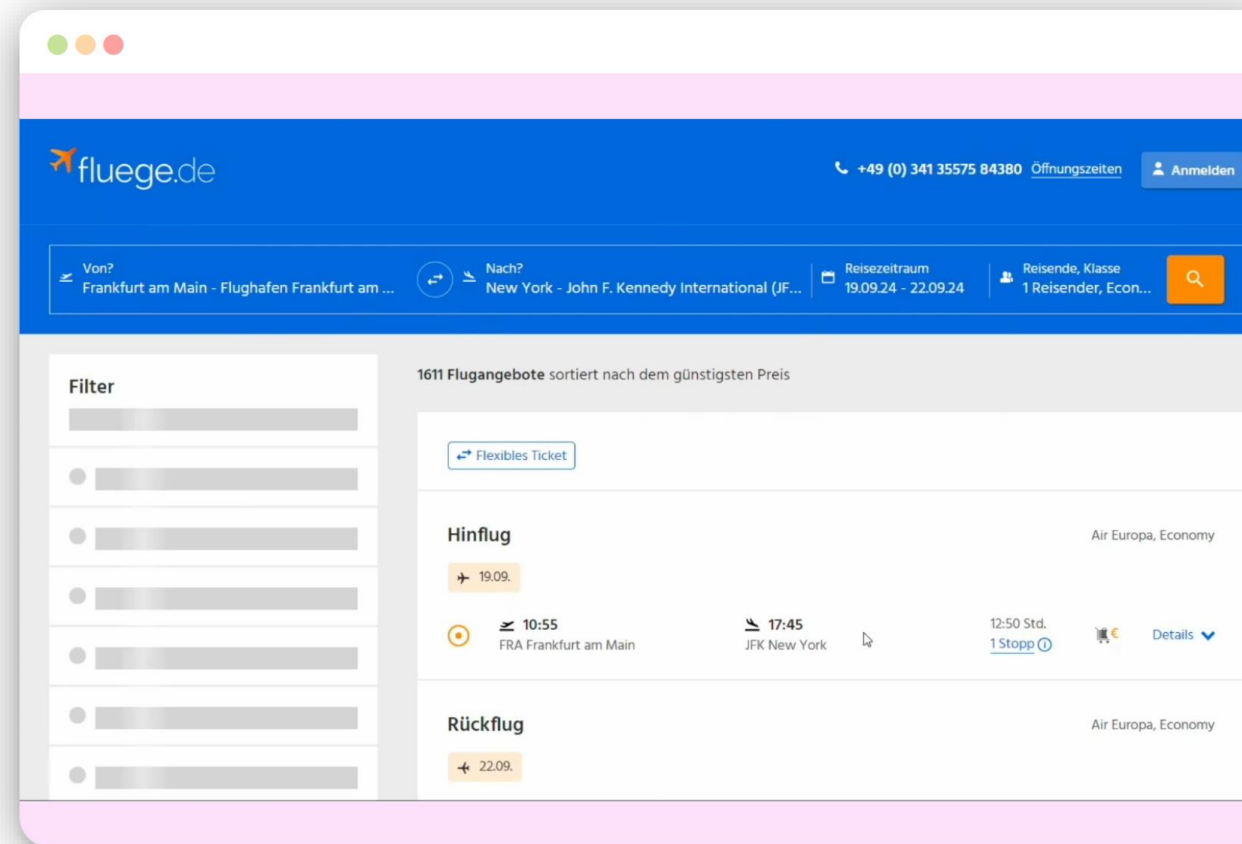 fluege.de
+49 (0) 341 35575 84380 Öffnungszeiten
Anmelden
Von?
Frankfurt am Main - Flughafen Frankfurt am ...
Nach?
New York - John F. Kennedy International (JF...
Reisezeitraum
19.09.24 - 22.09.24
Reisende, Klasse
1 Reisender, Econ...
Filter
1611 Flugangebote sortiert nach dem günstigsten Preis
Flexibles Ticket
Hinflug
Air Europa, Economy
19.09.
10:55
FRA Frankfurt am Main
17:45
JFK New York
12:50 Std.
1 Stopp
€
Details
Rückflug
Air Europa, Economy
22.09.